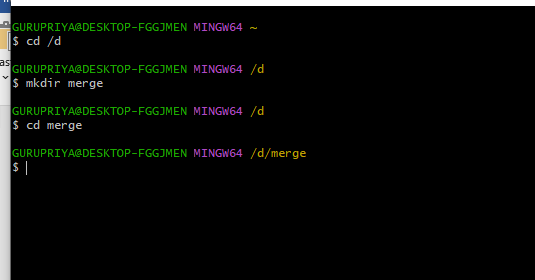 GURUPRIYA@DESKTOP-FGGJMEN MINGW64 ~
$ cd /d
GURUPRIYA@DESKTOP-FGGJMEN MINGW64 /d
$ mkdir merge
GURUPRIYA@DESKTOP-FGGJMEN MINGW64 /d
$ cd merge
GURUPRIYA@DESKTOP-FGGJMEN MINGW64 /d/merge
$